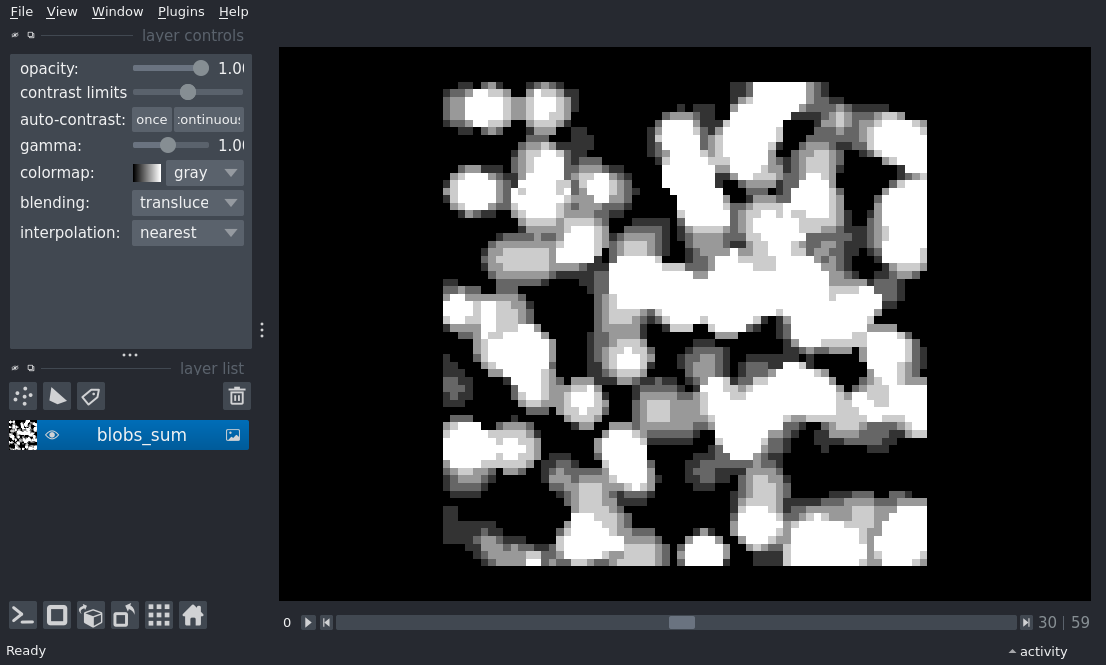 File View Window Plugins Help
layer controls
opacity: 1.00
contrast limits
auto-contrast: once continuous
gamma: 1.00
colormap: gray
blending: transluce
interpolation: nearest
layer list
blobs_sum
0 30 | 59
Ready activity